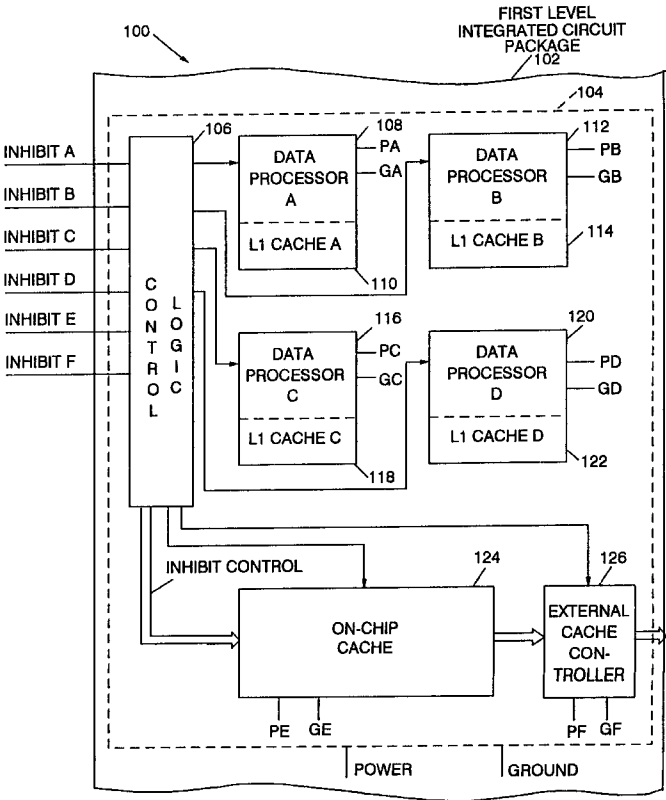 FIRST LEVEL
INTEGRATED CIRCUIT
PACKAGE
102
100
104
106
INHIBIT A
INHIBIT B
INHIBIT C
INHIBIT D
INHIBIT E
INHIBIT F
CONTROL
LOGIC
108
DATA
PROCESSOR
A
L1 CACHE A
PA
GA
110
112
DATA
PROCESSOR
B
L1 CACHE B
PB
GB
114
116
DATA
PROCESSOR
C
L1 CACHE C
PC
GC
118
120
DATA
PROCESSOR
D
L1 CACHE D
PD
GD
122
INHIBIT CONTROL
124
ON-CHIP
CACHE
PE GE
126
EXTERNAL
CACHE
CON-
TROLLER
PF GF
POWER
GROUND